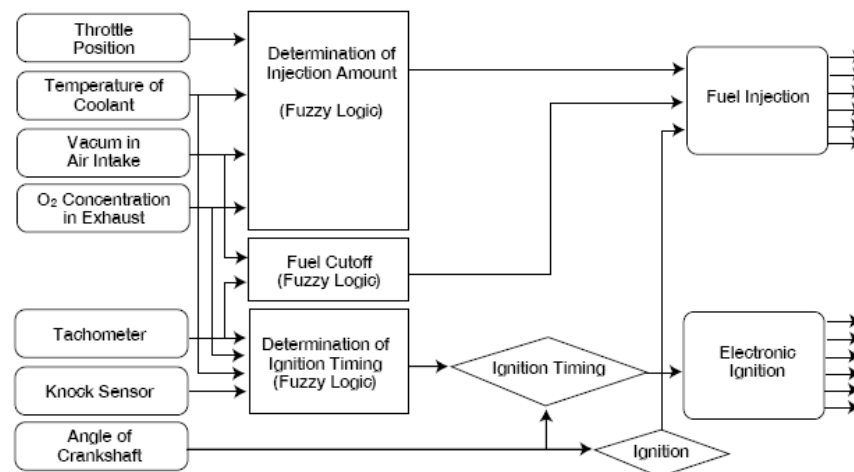 Throttle
Position
Temperature of
Coolant
Vacum in
Air Intake
O₂ Concentration
in Exhaust
Tachometer
Knock Sensor
Angle of
Crankshaft
Determination of
Injection Amount
(Fuzzy Logic)
Fuel Cutoff
(Fuzzy Logic)
Determination of
Ignition Timing
(Fuzzy Logic)
Ignition Timing
Ignition
Fuel Injection
Electronic
Ignition